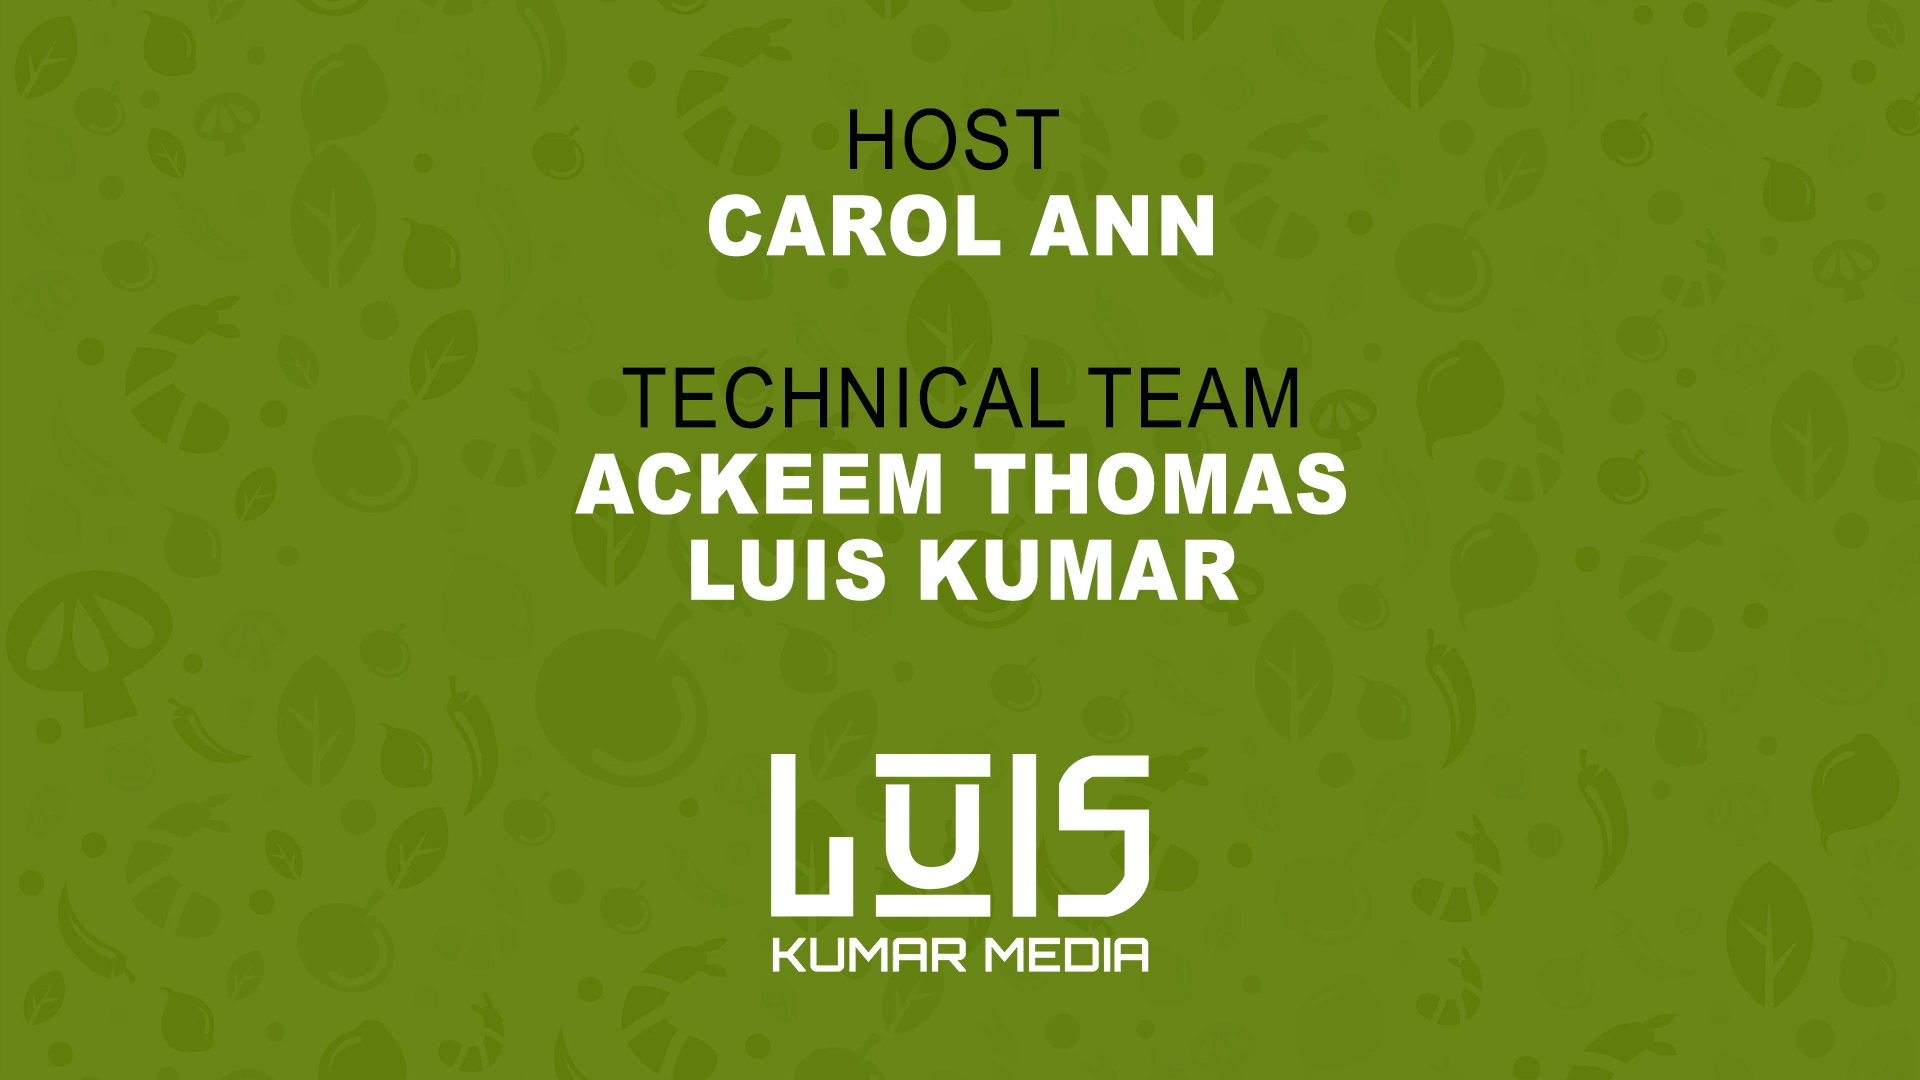 HOST
CAROL ANN
TECHNICAL TEAM
ACKEEM THOMAS
LUIS KUMAR
LUIS
KUMAR MEDIA